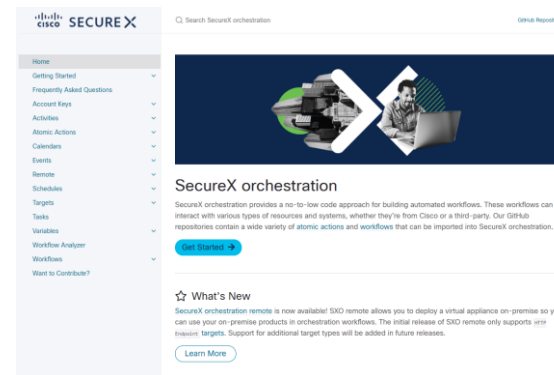 CISCO SECUREX
Search SecureX orchestration
GitHub Reposit
Home
Getting Started
Frequently Asked Questions
Account Keys
Activities
Atomic Actions
Calendars
Events
Remote
Schedules
Targets
Tasks
Variables
Workflow Analyzer
Workflows
Want to Contribute?
SecureX orchestration
SecureX orchestration provides a no-to-low code approach for building automated workflows. These workflows can
interact with various types of resources and systems, whether they're from Cisco or a third-party. Our GitHub
repositories contain a wide variety of atomic actions and workflows that can be imported into SecureX orchestration.
Get Started
What's New
SecureX orchestration remote is now available! SXO remote allows you to deploy a virtual appliance on-premise so y
can use your on-premise products in orchestration workflows. The initial release of SXO remote only supports HTTP
Endpoint targets. Support for additional target types will be added in future releases.
Learn More